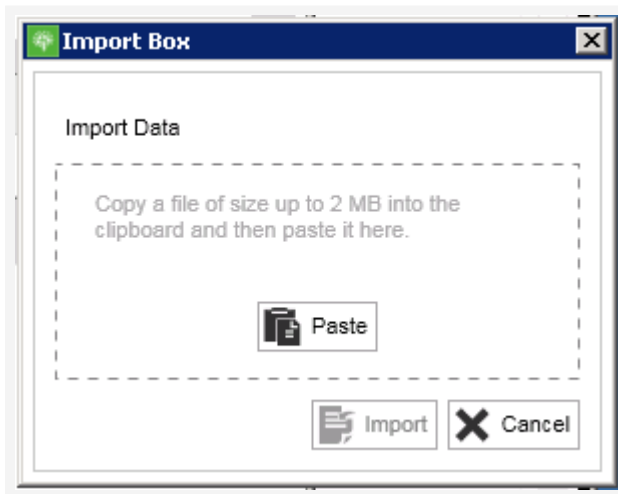 Import Box
Import Data
Copy a file of size up to 2 MB into the
clipboard and then paste it here.
Paste
Import
Cancel